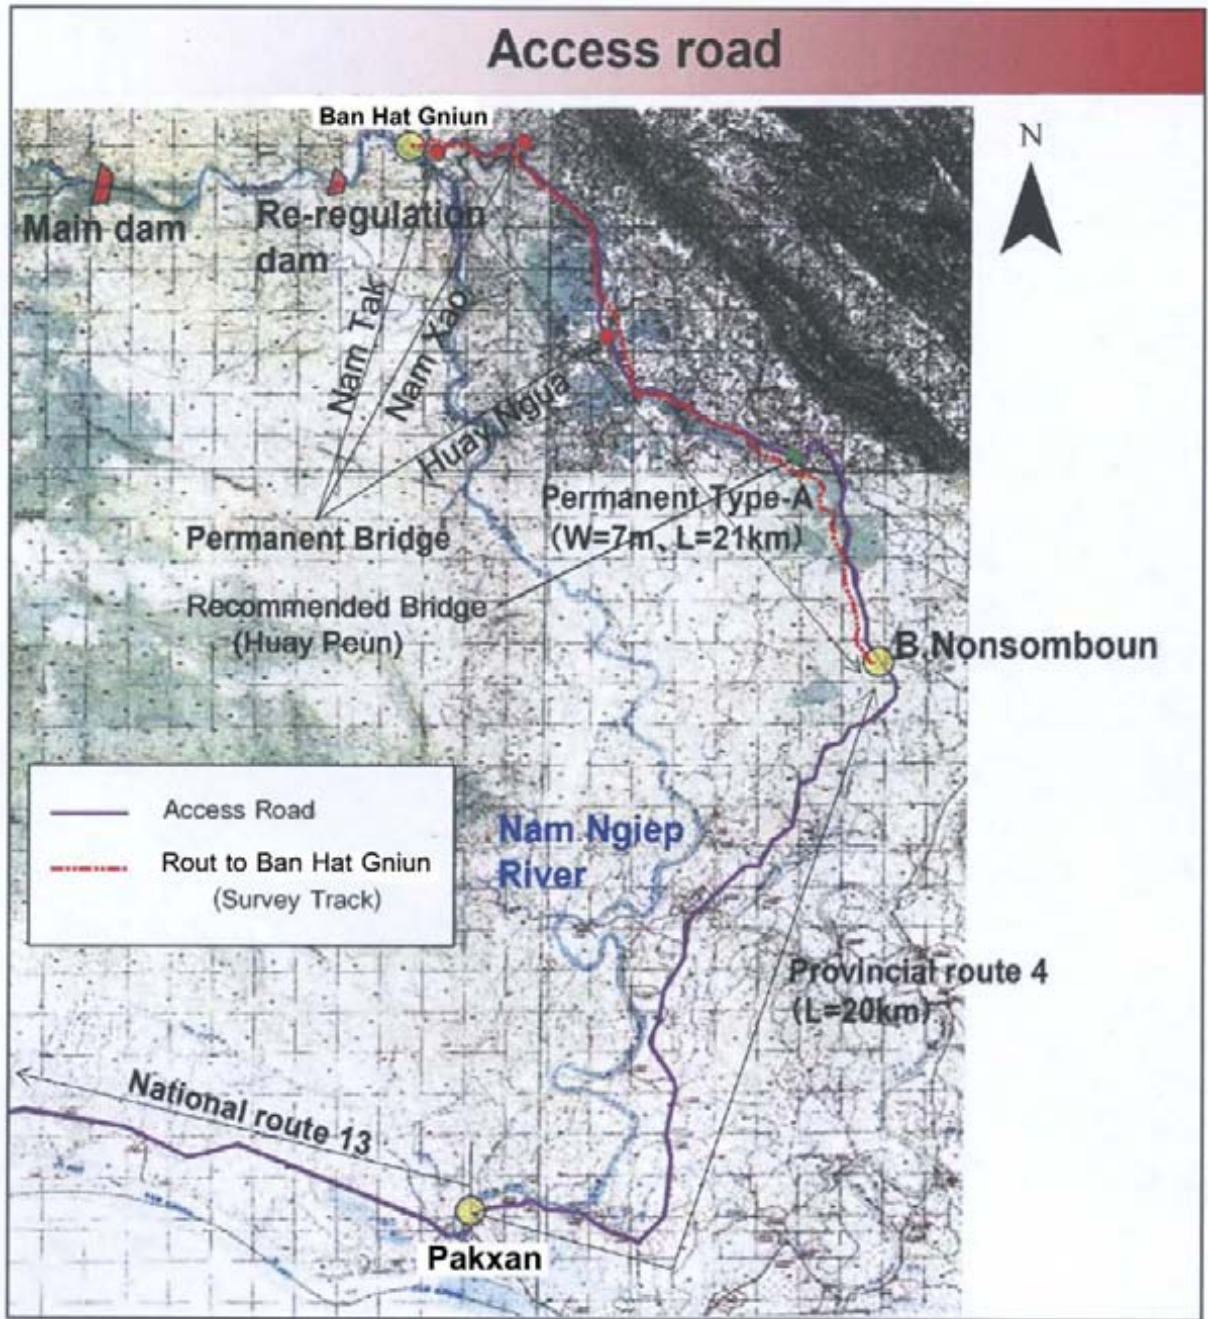 Access road
Ban Hat Gniun
N
Main dam
Re-regulation
dam
Nam Tak
Nam Xao
Huay Ngua
Permanent Type-A
(W=7m、L=21km)
Permanent Bridge
Recommended Bridge
(Huay Peun)
B.Nonsomboun
Access Road
Rout to Ban Hat Gniun
(Survey Track)
Nam Ngiep
River
Provincial route 4
(L=20km)
National route 13
Pakxan